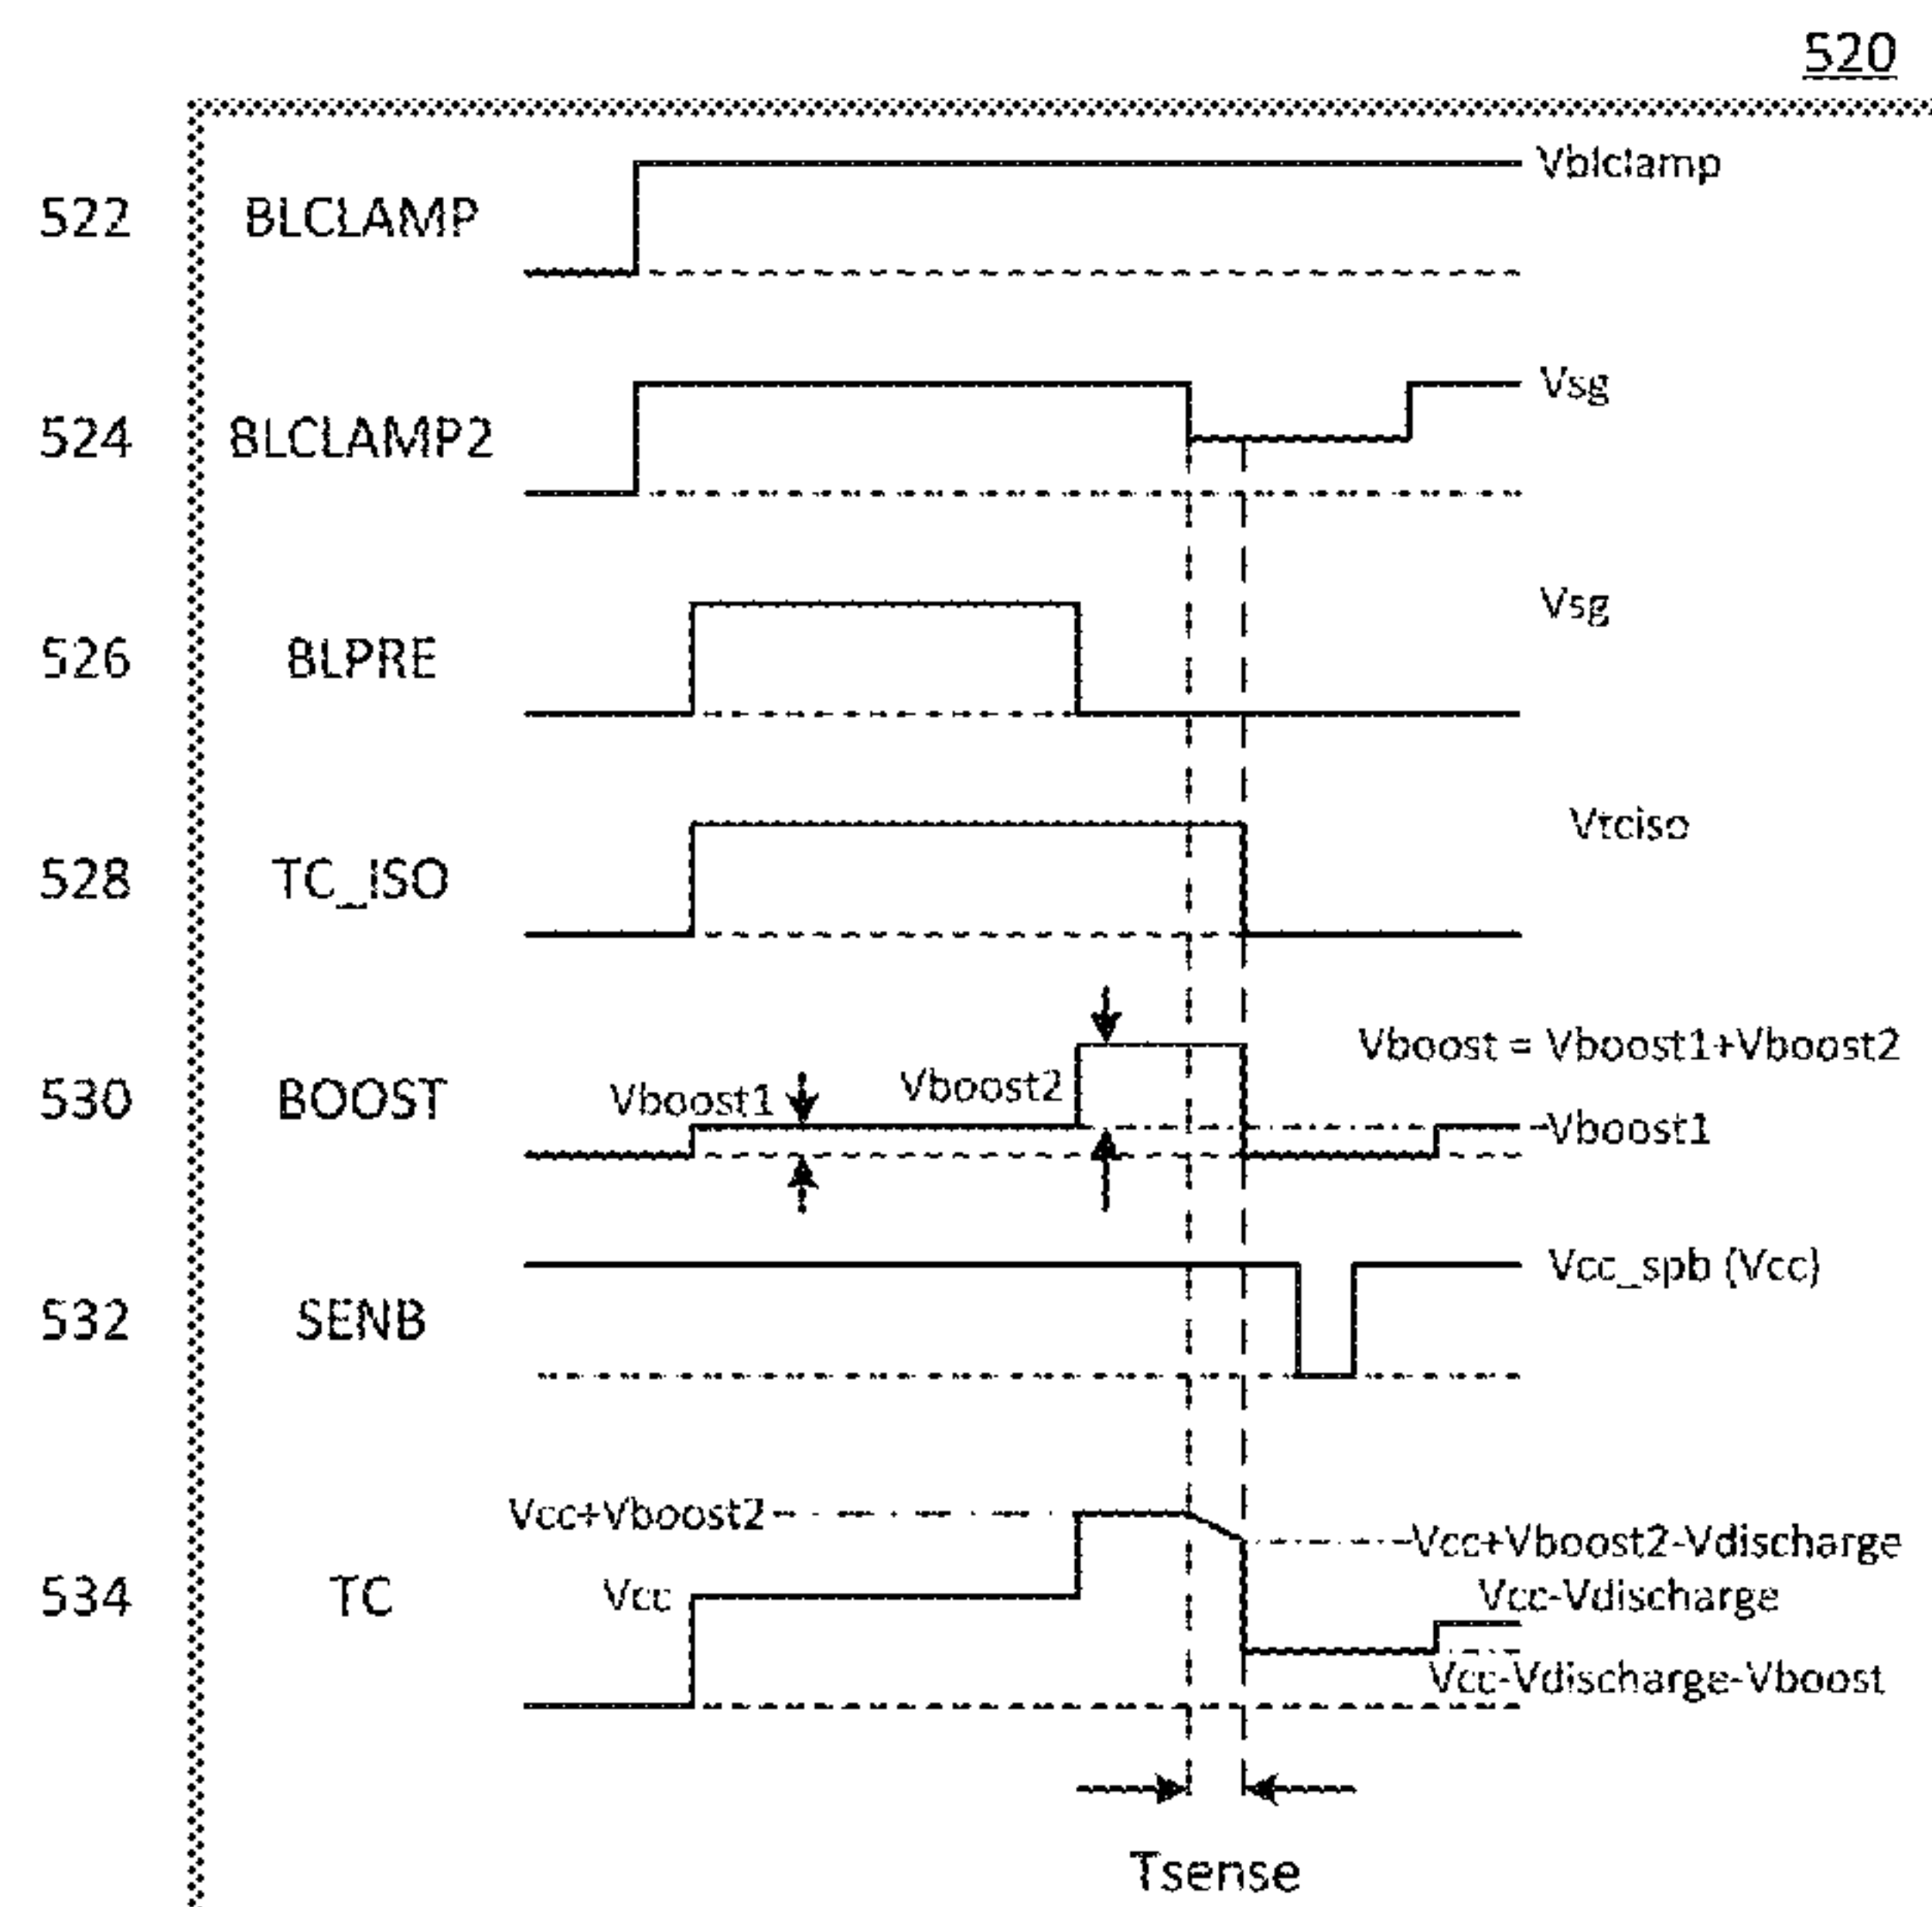 520
522 BLCLAMP Vblclamp
524 BLCLAMP2 Vsg
526 BLPRE Vsg
528 TC_ISO Vtciso
Vboost = Vboost1+Vboost2
530 BOOST Vboost1 Vboost2
Vboost1
Vcc_spb (Vcc)
532 SENB
Vcc+Vboost2
Vcc+Vboost2-Vdischarge
534 TC Vcc Vcc-Vdischarge
Vcc-Vdischarge-Vboost
Tsense